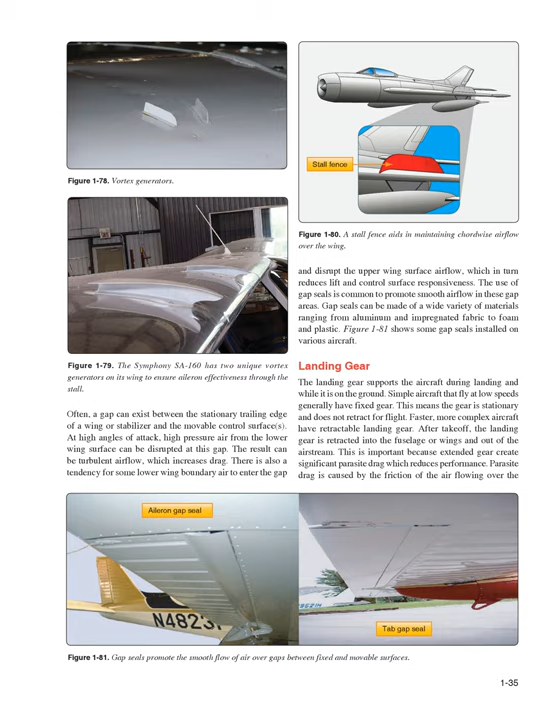 Figure 1-78. Vortex generators.
Figure 1-79. The Symphony SA-160 has two unique vortex
generators on its wing to ensure aileron effectiveness through the
stall.
Often, a gap can exist between the stationary trailing edge
of a wing or stabilizer and the movable control surface(s).
At high angles of attack, high pressure air from the lower
wing surface can be disrupted at this gap. The result can
be turbulent airflow, which increases drag. There is also a
tendency for some lower wing boundary air to enter the gap
Stall fence
Figure 1-80. A stall fence aids in maintaining chordwise airflow
over the wing.
and disrupt the upper wing surface airflow, which in turn
reduces lift and control surface responsiveness. The use of
gap seals is common to promote smooth airflow in these gap
areas. Gap seals can be made of a wide variety of materials
ranging from aluminum and impregnated fabric to foam
and plastic. Figure 1-81 shows some gap seals installed on
various aircraft.
Landing Gear
The landing gear supports the aircraft during landing and
while it is on the ground. Simple aircraft that fly at low speeds
generally have fixed gear. This means the gear is stationary
and does not retract for flight. Faster, more complex aircraft
have retractable landing gear. After takeoff, the landing
gear is retracted into the fuselage or wings and out of the
airstream. This is important because extended gear create
significant parasite drag which reduces performance. Parasite
drag is caused by the friction of the air flowing over the
Aileron gap seal
Tab gap seal
Figure 1-81. Gap seals promote the smooth flow of air over gaps between fixed and movable surfaces.
1-35